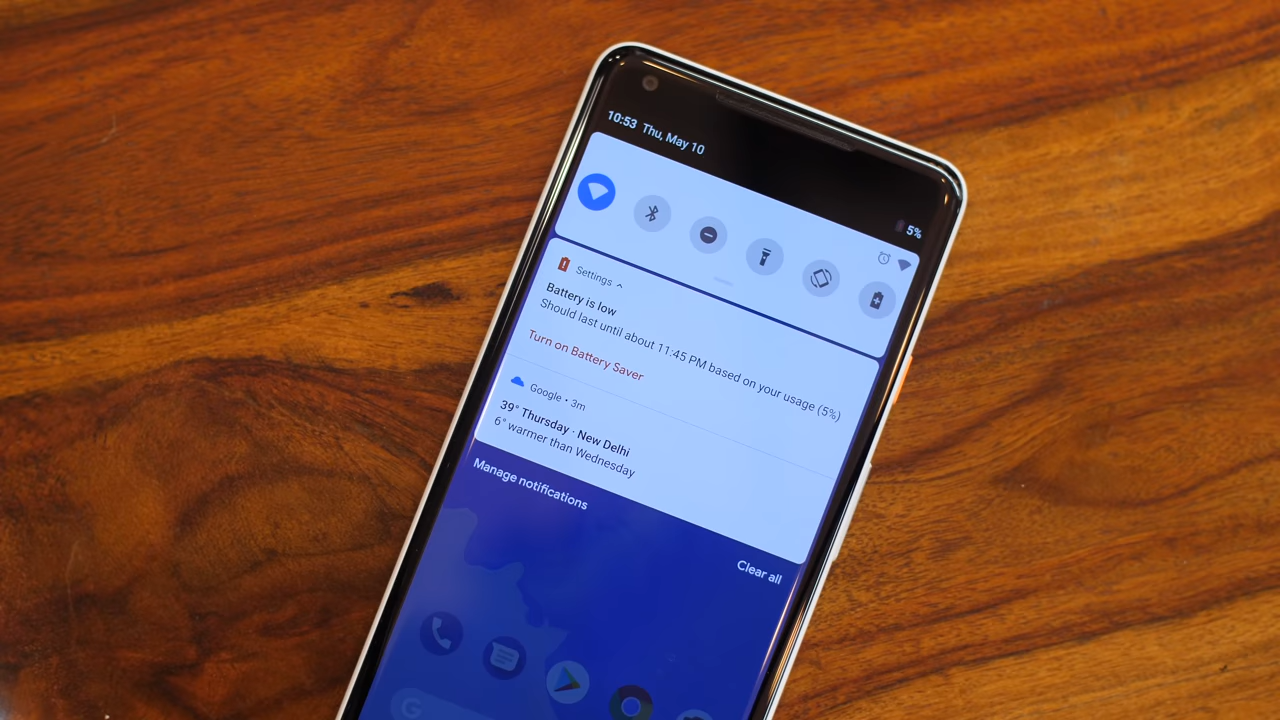 10:53 Thu, May 10
5%
Settings
Battery is low
Should last until about 11:45 PM based on your usage (5%)
Turn on Battery Saver
Google • 3m
39° Thursday · New Delhi
6° warmer than Wednesday
Manage notifications
Clear all
G